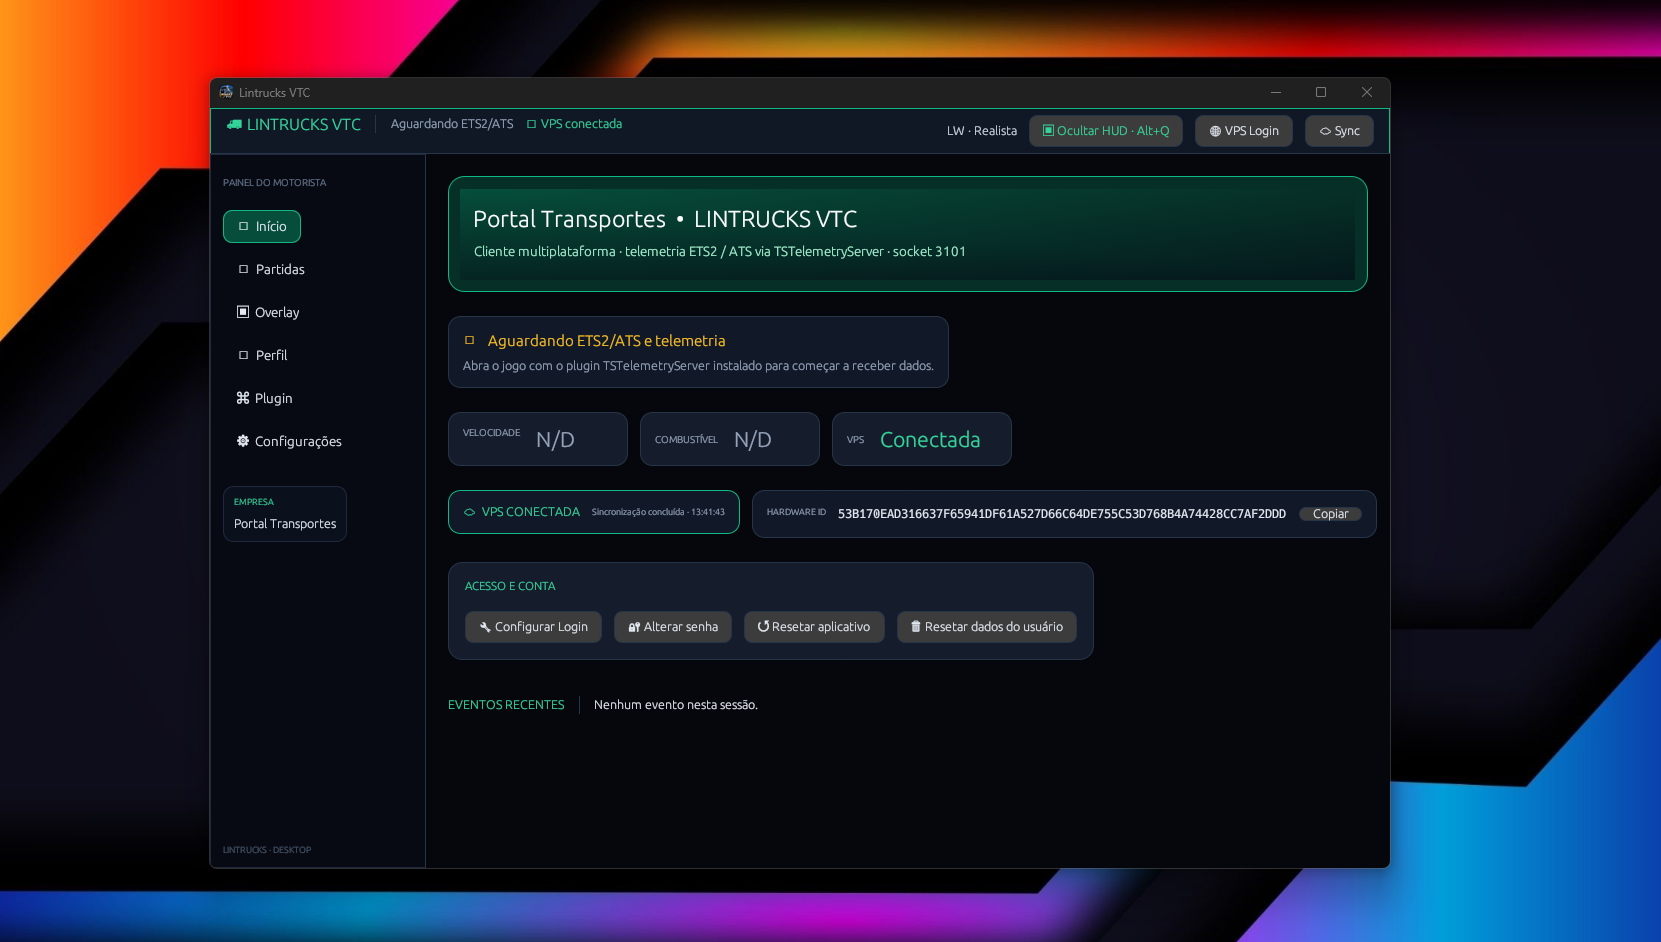 Lintrucks VTC
LINTRUCKS VTC
Aguardando ETS2/ATS
VPS conectada
LW · Realista
Ocultar HUD · Alt+Q
VPS Login
Sync
PAINEL DO MOTORISTA
Início
Partidas
Overlay
Perfil
Plugin
Configurações
EMPRESA
Portal Transportes
LINTRUCKS · DESKTOP
Portal Transportes • LINTRUCKS VTC
Cliente multiplataforma · telemetria ETS2 / ATS via TSTelemetryServer · socket 3101
Aguardando ETS2/ATS e telemetria
Abra o jogo com o plugin TSTelemetryServer instalado para começar a receber dados.
VELOCIDADE N/D
COMBUSTÍVEL N/D
VPS Conectada
VPS CONECTADA Sincronização concluída · 13:41:43
HARDWARE ID 53B170EAD316637F65941DF61A527D66C64DE755C53D768B4A74428CC7AF2DDD Copiar
ACESSO E CONTA
Configurar Login
Alterar senha
Resetar aplicativo
Resetar dados do usuário
EVENTOS RECENTES
Nenhum evento nesta sessão.